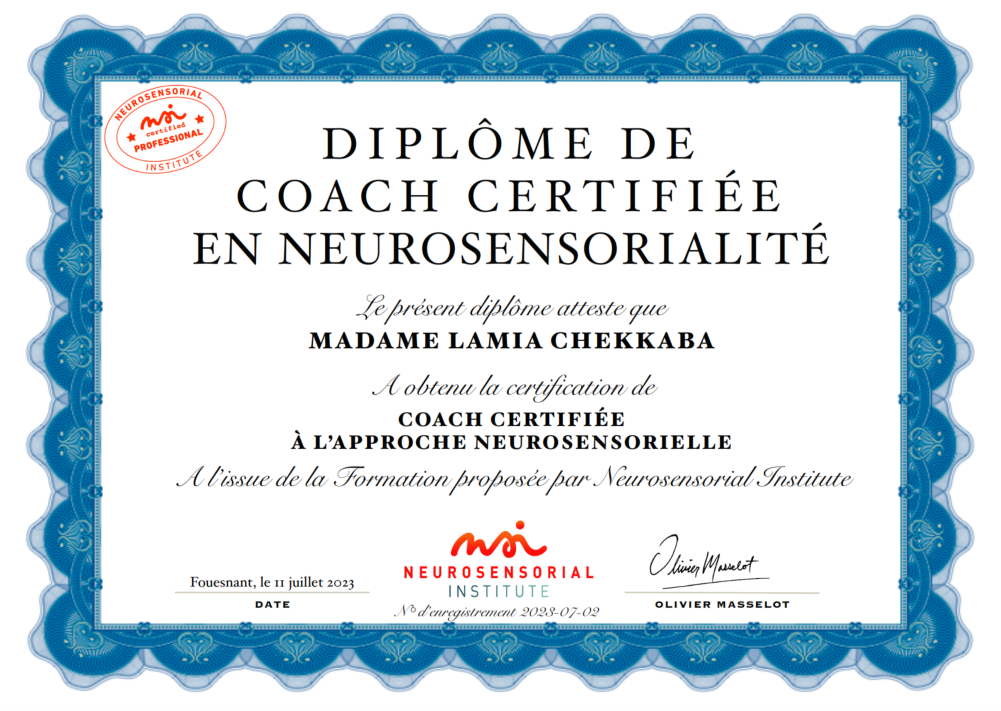 NEUROSENSORIAL
nsi
certified
PROFESSIONAL
INSTITUTE
DIPLÔME DE
COACH CERTIFIÉE
EN NEUROSENSORIALITÉ
Le présent diplôme atteste que
MADAME LAMIA CHEKKABA
A obtenu la certification de
COACH CERTIFIÉE
À L’APPROCHE NEUROSENSORIELLE
A l’issue de la Formation proposée par Neurosensorial Institute
nsi
NEUROSENSORIAL
INSTITUTE
N° d’enregistrement 2023-07-02
Fouesnant, le 11 juillet 2023
DATE
Olivier Masselot
OLIVIER MASSELOT